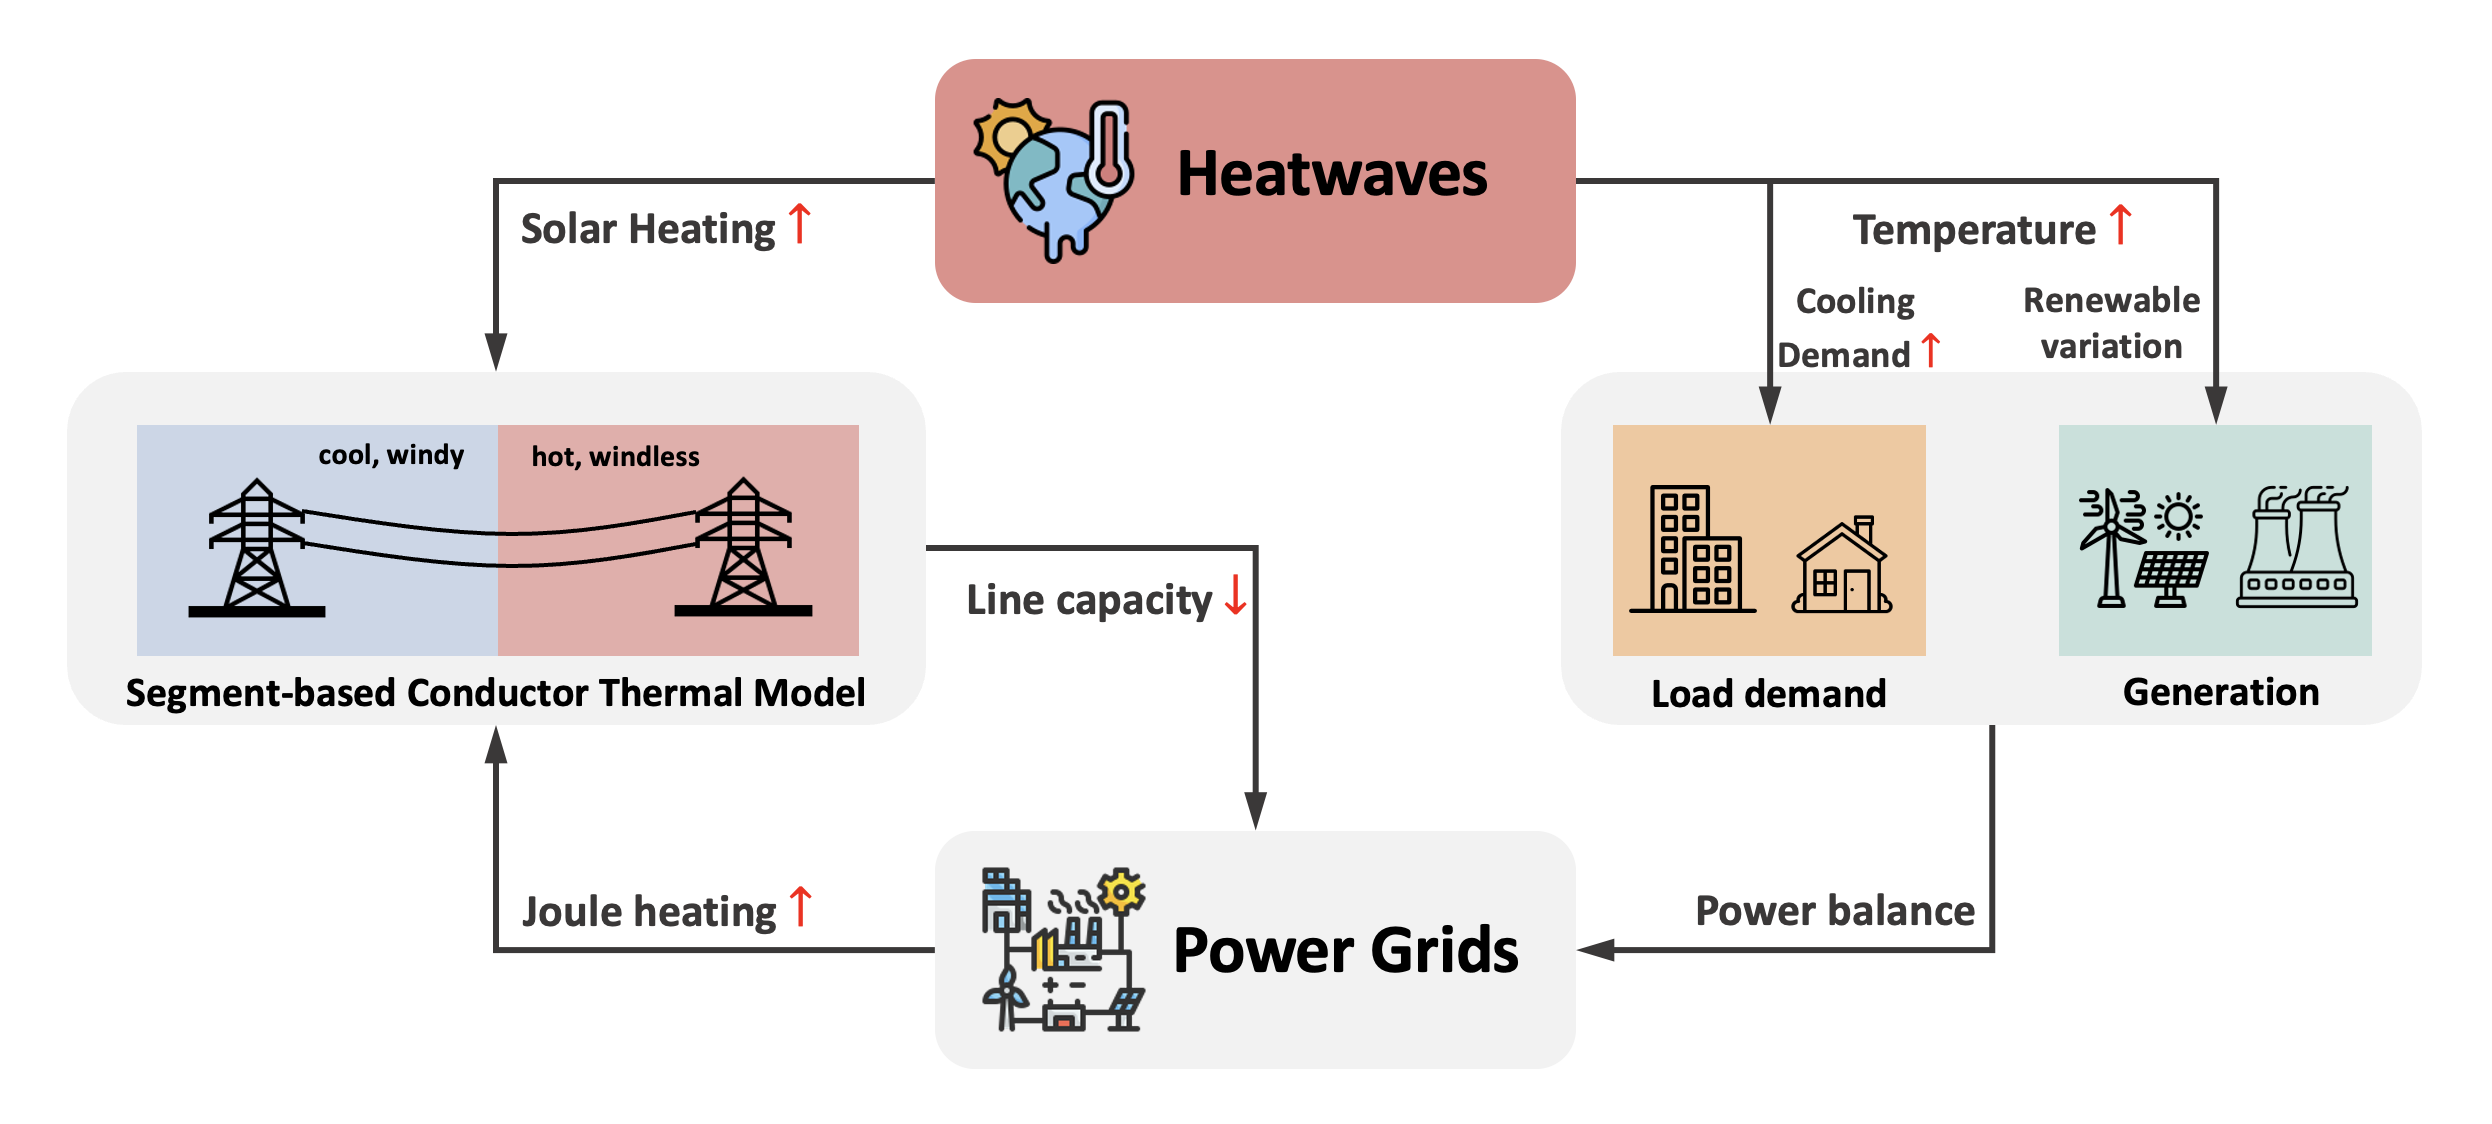 Heatwaves
Solar Heating ↑
Temperature ↑
Cooling
Demand ↑
Renewable
variation
cool, windy
hot, windless
Segment-based Conductor Thermal Model
Line capacity ↓
Load demand
Generation
Joule heating ↑
Power balance
Power Grids